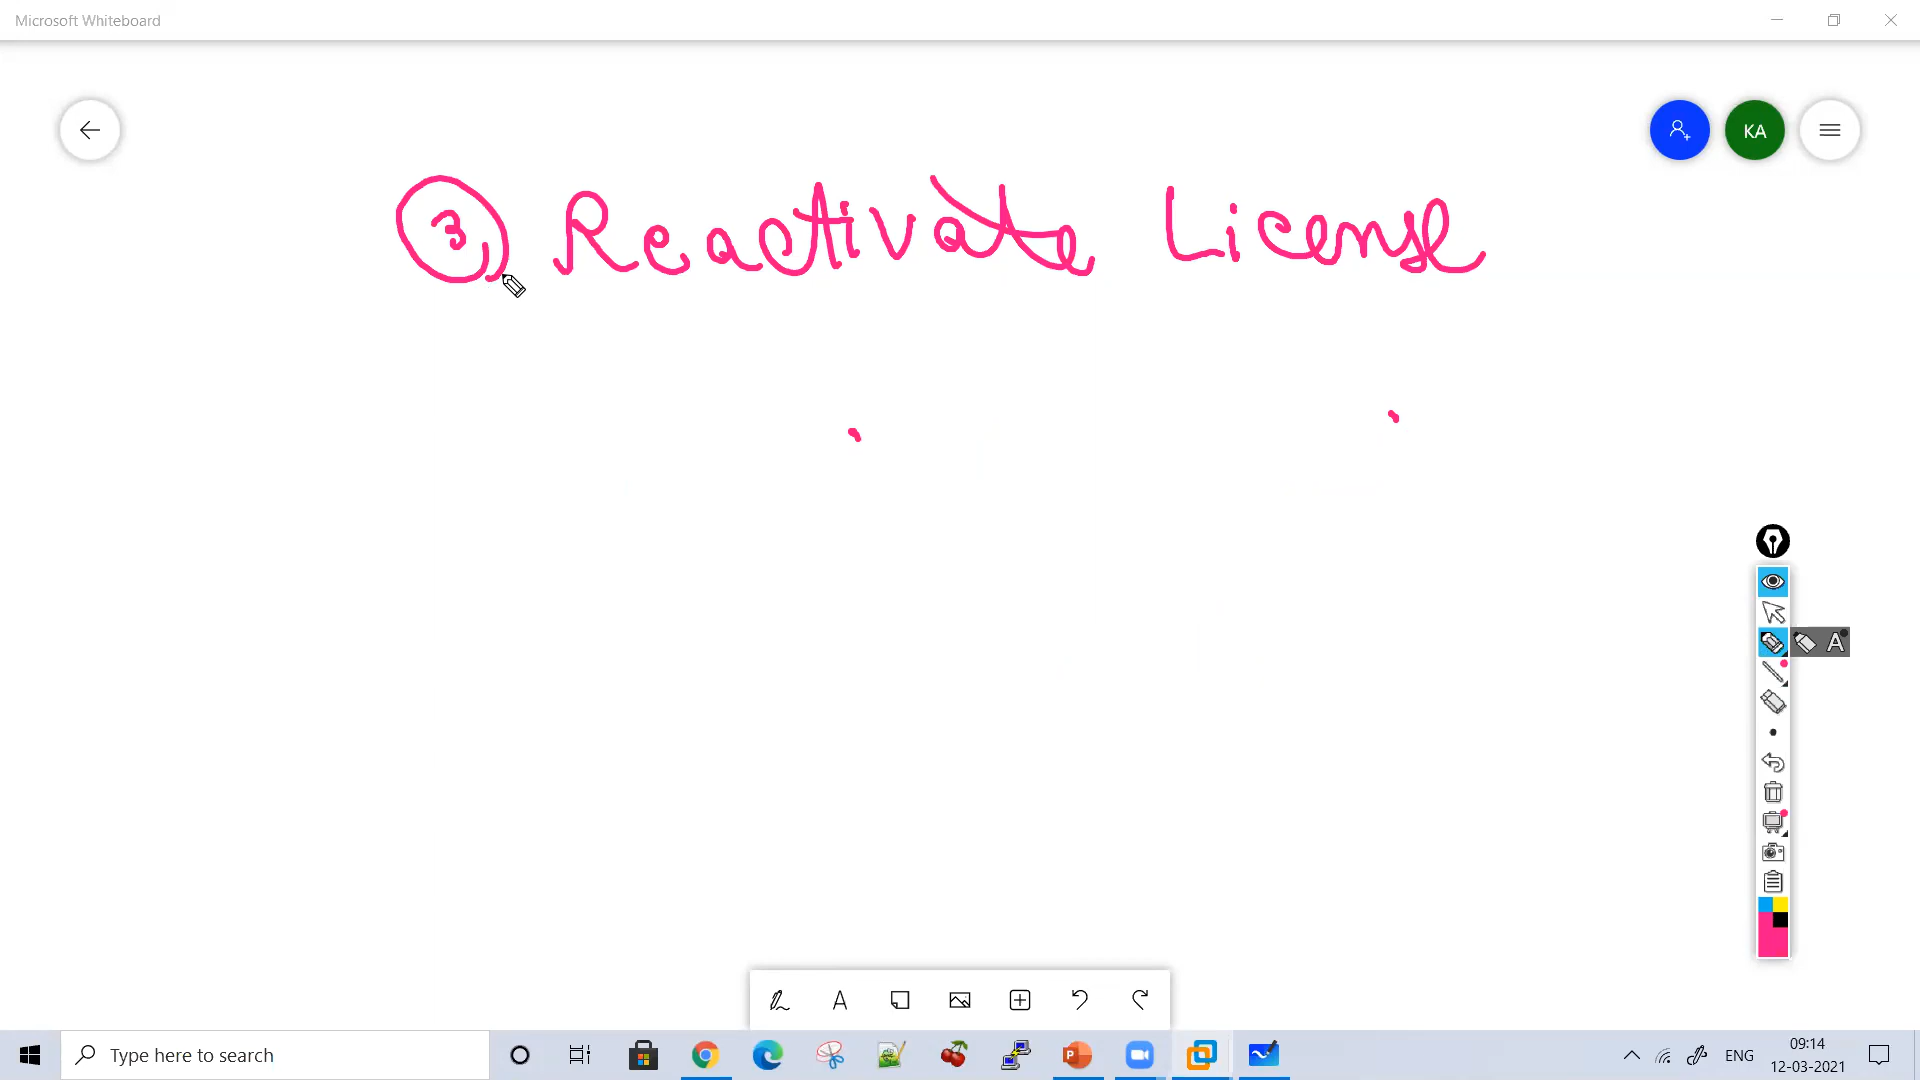 Microsoft Whiteboard
KA
3 Reactivate License
A
A
Type here to search
ENG
09:14
12-03-2021